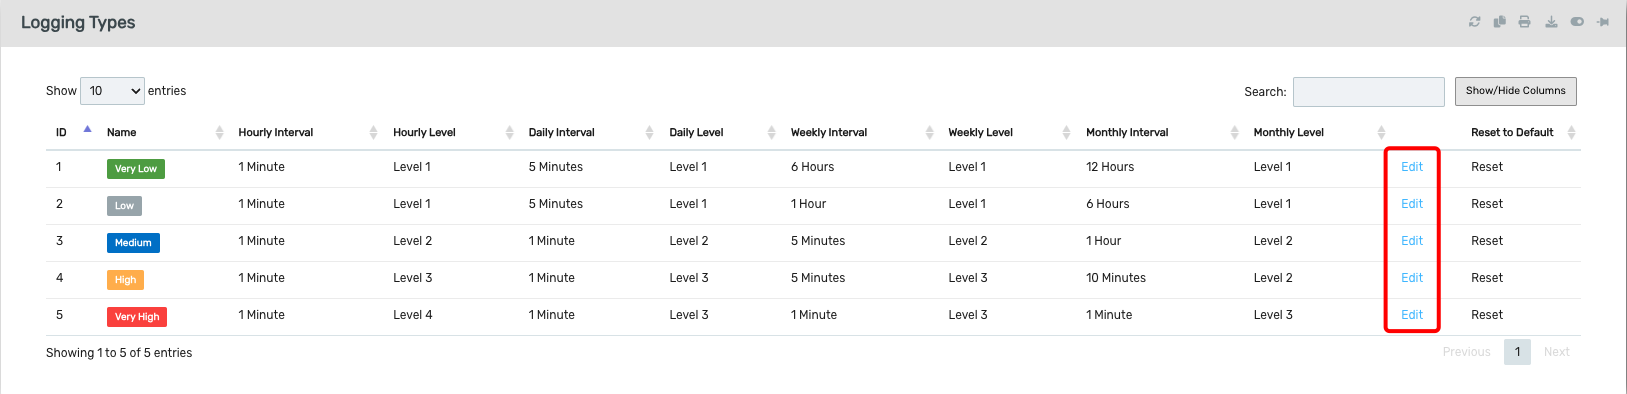 Logging Types
Show 10 entries Search: Show/Hide Columns
ID Name Hourly Interval Hourly Level Daily Interval Daily Level Weekly Interval Weekly Level Monthly Interval Monthly Level Reset to Default
1 Very Low 1 Minute Level 1 5 Minutes Level 1 6 Hours Level 1 12 Hours Level 1 Edit Reset
2 Low 1 Minute Level 1 5 Minutes Level 1 1 Hour Level 1 6 Hours Level 1 Edit Reset
3 Medium 1 Minute Level 2 1 Minute Level 2 5 Minutes Level 2 1 Hour Level 2 Edit Reset
4 High 1 Minute Level 3 1 Minute Level 3 5 Minutes Level 3 10 Minutes Level 2 Edit Reset
5 Very High 1 Minute Level 4 1 Minute Level 3 1 Minute Level 3 1 Minute Level 3 Edit Reset
Showing 1 to 5 of 5 entries Previous 1 Next